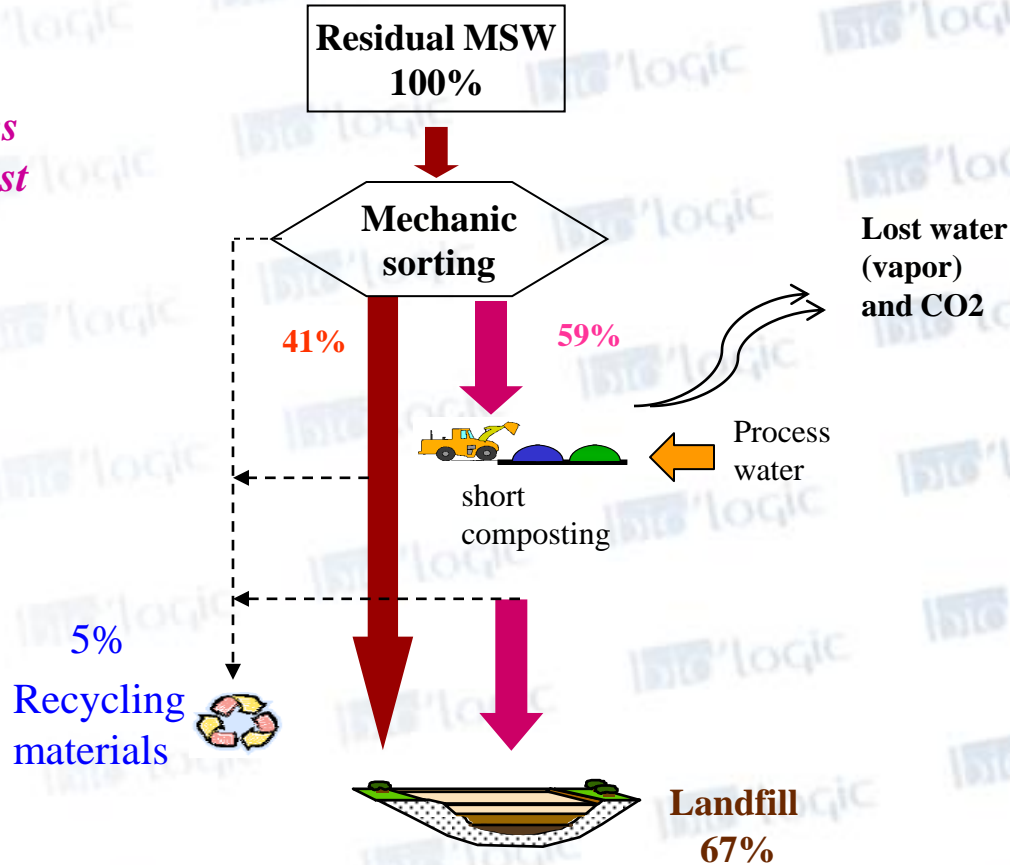 Residual MSW
100%
st
Mechanic
sorting
Lost water
(vapor)
and CO2
41%
59%
Process
water
short
composting
5%
Recycling
materials
Landfill
67%